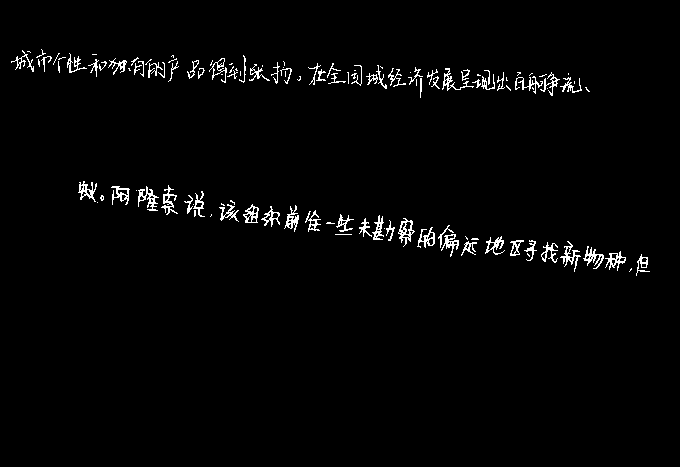 城市个性和独有的产品得到张扬。在全国城经济发展呈现出百舸争流、
蚁。阿隆索说,该组织前往一些未勘察的偏远地区寻找新物种,但